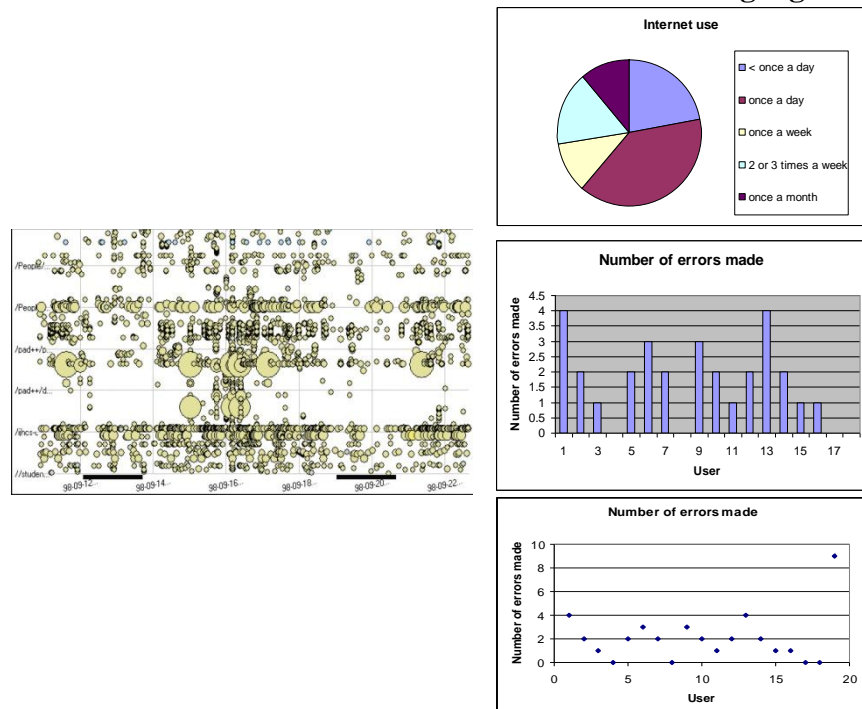 Internet use
< once a day
once a day
once a week
2 or 3 times a week
once a month
/People/...
/Peopl
/pad++/p...
/pad++/d...
//studen...
98-09-12...
98-09-14...
98-09-16...
98-09-18...
98-09-20...
98-09-22...
Number of errors made
Number of errors made
4.5
4
3.5
3
2.5
2
1.5
1
0.5
0
1 3 5 7 9 11 13 15 17
User
Number of errors made
Number of errors made
10
8
6
4
2
0
0 5 10 15 20
User